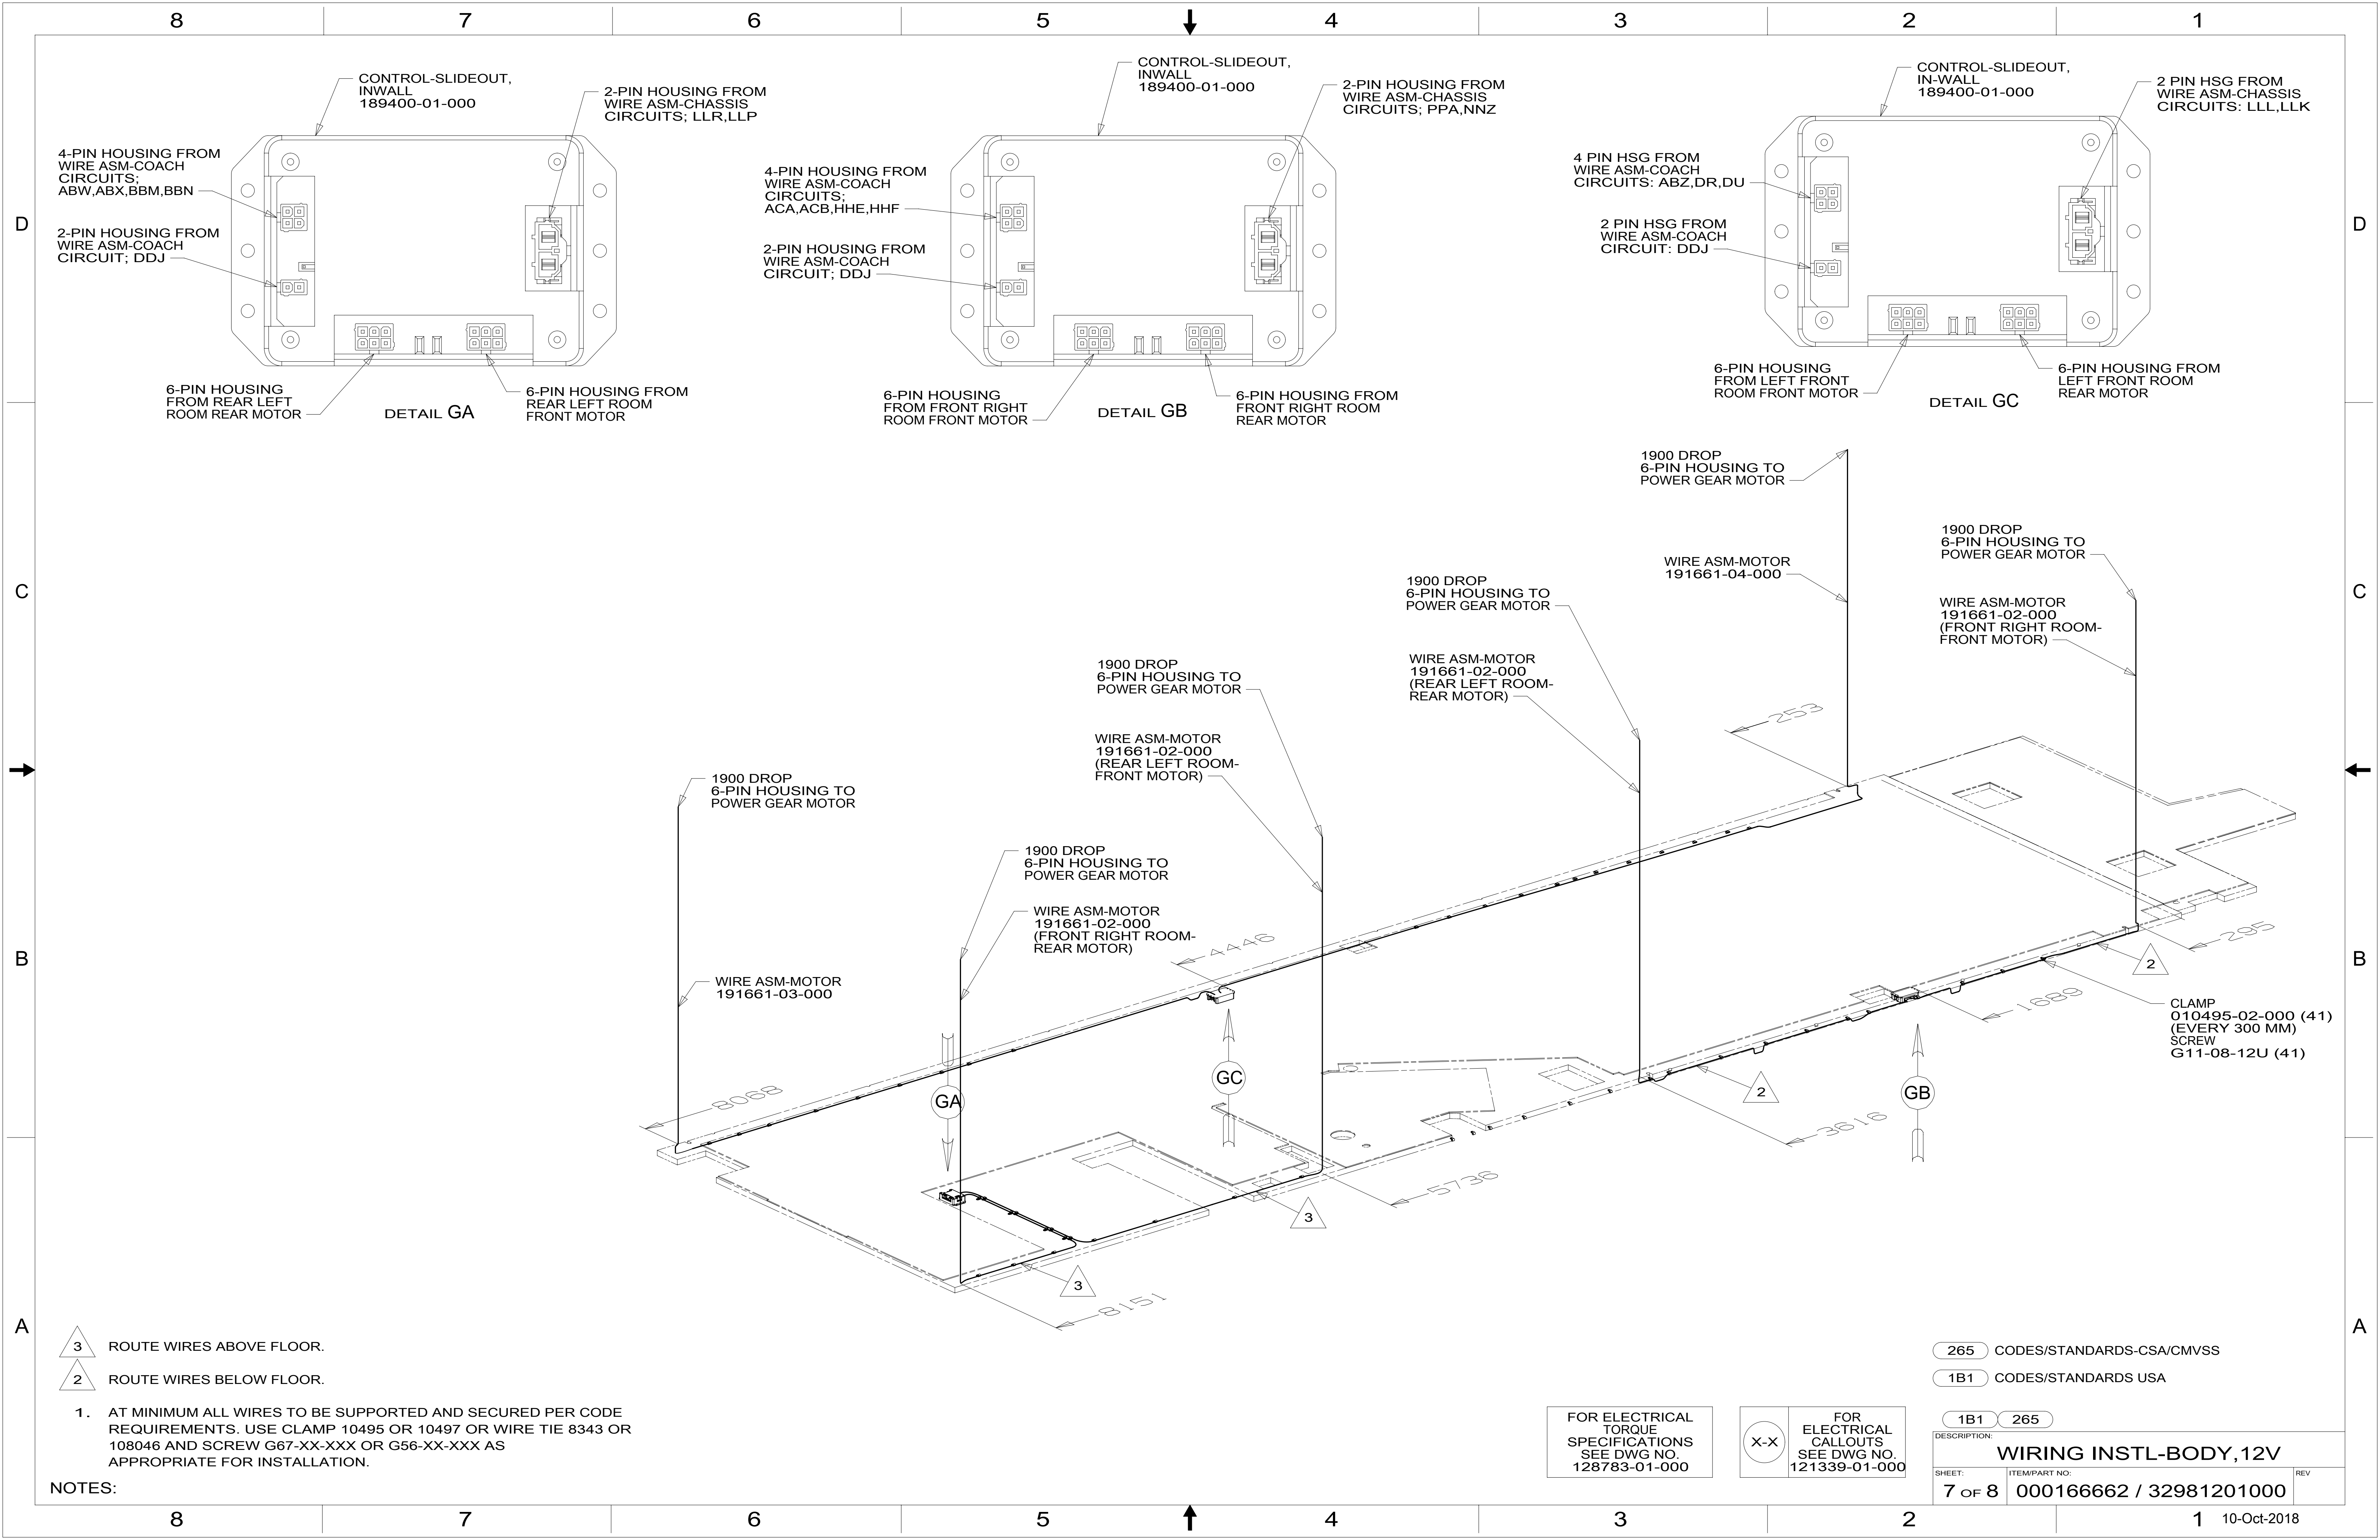 8 7 6 5 4 3 2 1
CONTROL-SLIDEOUT,
INWALL
189400-01-000
2-PIN HOUSING FROM
WIRE ASM-CHASSIS
CIRCUITS; LLR,LLP
4-PIN HOUSING FROM
WIRE ASM-COACH
CIRCUITS;
ABW,ABX,BBM,BBN
2-PIN HOUSING FROM
WIRE ASM-COACH
CIRCUIT; DDJ
6-PIN HOUSING
FROM REAR LEFT
ROOM REAR MOTOR
DETAIL GA
6-PIN HOUSING FROM
REAR LEFT ROOM
FRONT MOTOR
CONTROL-SLIDEOUT,
INWALL
189400-01-000
2-PIN HOUSING FROM
WIRE ASM-CHASSIS
CIRCUITS; PPA,NNZ
4-PIN HOUSING FROM
WIRE ASM-COACH
CIRCUITS;
ACA,ACB,HHE,HHF
2-PIN HOUSING FROM
WIRE ASM-COACH
CIRCUIT; DDJ
6-PIN HOUSING
FROM FRONT RIGHT
ROOM FRONT MOTOR
DETAIL GB
6-PIN HOUSING FROM
FRONT RIGHT ROOM
REAR MOTOR
CONTROL-SLIDEOUT,
IN-WALL
189400-01-000
2 PIN HSG FROM
WIRE ASM-CHASSIS
CIRCUITS: LLL,LLK
4 PIN HSG FROM
WIRE ASM-COACH
CIRCUITS: ABZ,DR,DU
2 PIN HSG FROM
WIRE ASM-COACH
CIRCUIT: DDJ
6-PIN HOUSING
FROM LEFT FRONT
ROOM FRONT MOTOR
DETAIL GC
6-PIN HOUSING FROM
LEFT FRONT ROOM
REAR MOTOR
D D
1900 DROP
6-PIN HOUSING TO
POWER GEAR MOTOR
WIRE ASM-MOTOR
191661-04-000
1900 DROP
6-PIN HOUSING TO
POWER GEAR MOTOR
WIRE ASM-MOTOR
191661-02-000
(FRONT RIGHT ROOM-
FRONT MOTOR)
C C
1900 DROP
6-PIN HOUSING TO
POWER GEAR MOTOR
WIRE ASM-MOTOR
191661-02-000
(REAR LEFT ROOM-
REAR MOTOR)
1900 DROP
6-PIN HOUSING TO
POWER GEAR MOTOR
WIRE ASM-MOTOR
191661-02-000
(REAR LEFT ROOM-
FRONT MOTOR)
253
1900 DROP
6-PIN HOUSING TO
POWER GEAR MOTOR
1900 DROP
6-PIN HOUSING TO
POWER GEAR MOTOR
WIRE ASM-MOTOR
191661-02-000
(FRONT RIGHT ROOM-
REAR MOTOR)
WIRE ASM-MOTOR
191661-03-000
4446
295
B B
2
1689
CLAMP
010495-02-000 (41)
(EVERY 300 MM)
SCREW
G11-08-12U (41)
GC
GA
GB
8068
2
3616
5736
3
3
8151
A A
3 ROUTE WIRES ABOVE FLOOR.
2 ROUTE WIRES BELOW FLOOR.
1. AT MINIMUM ALL WIRES TO BE SUPPORTED AND SECURED PER CODE
REQUIREMENTS. USE CLAMP 10495 OR 10497 OR WIRE TIE 8343 OR
108046 AND SCREW G67-XX-XXX OR G56-XX-XXX AS
APPROPRIATE FOR INSTALLATION.
NOTES:
FOR ELECTRICAL
TORQUE
SPECIFICATIONS
SEE DWG NO.
128783-01-000
X-X
FOR
ELECTRICAL
CALLOUTS
SEE DWG NO.
121339-01-000
265 CODES/STANDARDS-CSA/CMVSS
1B1 CODES/STANDARDS USA
1B1 265
DESCRIPTION:
WIRING INSTL-BODY,12V
SHEET: ITEM/PART NO: REV
7 OF 8 000166662 / 32981201000
8 7 6 5 4 3 2 1
10-Oct-2018